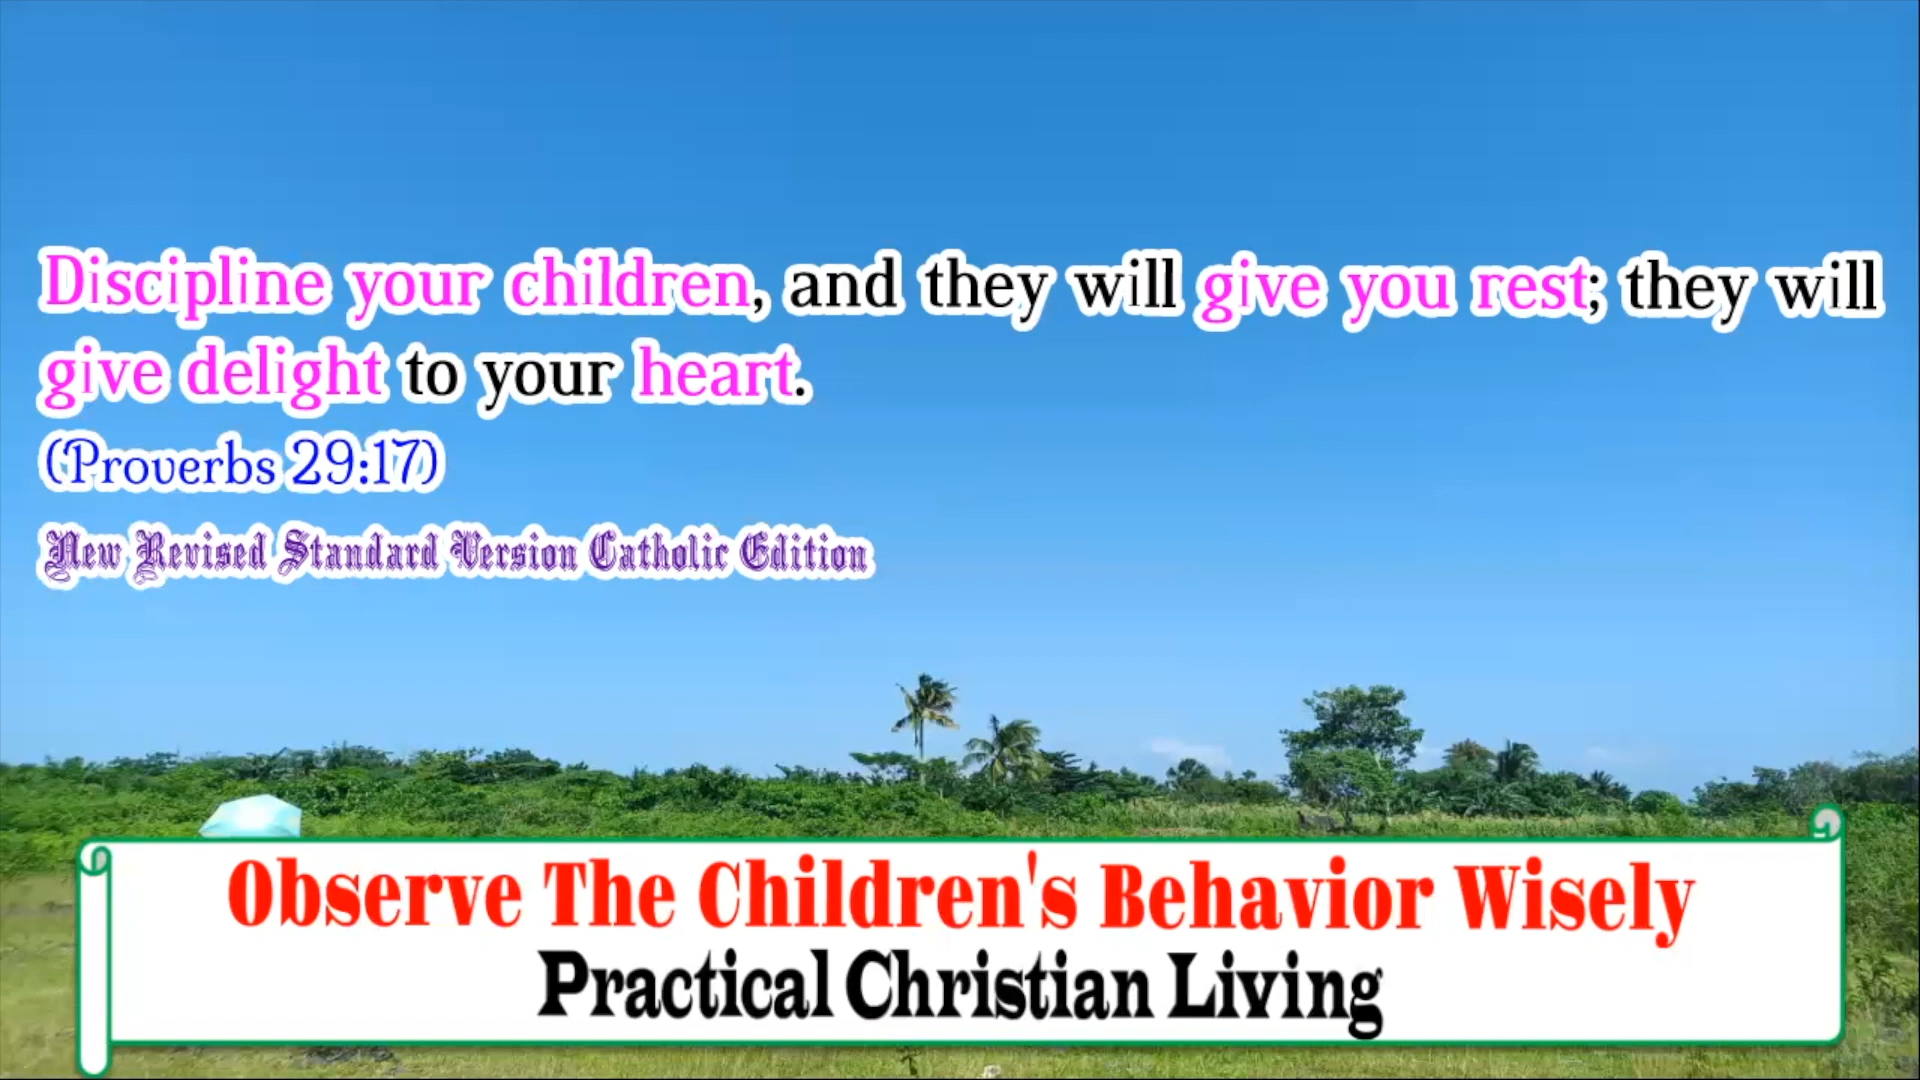 Discipline your children, and they will give you rest; they will
give delight to your heart.
(Proverbs 29:17)
New Revised Standard Version Catholic Edition
Observe The Children's Behavior Wisely
Practical Christian Living